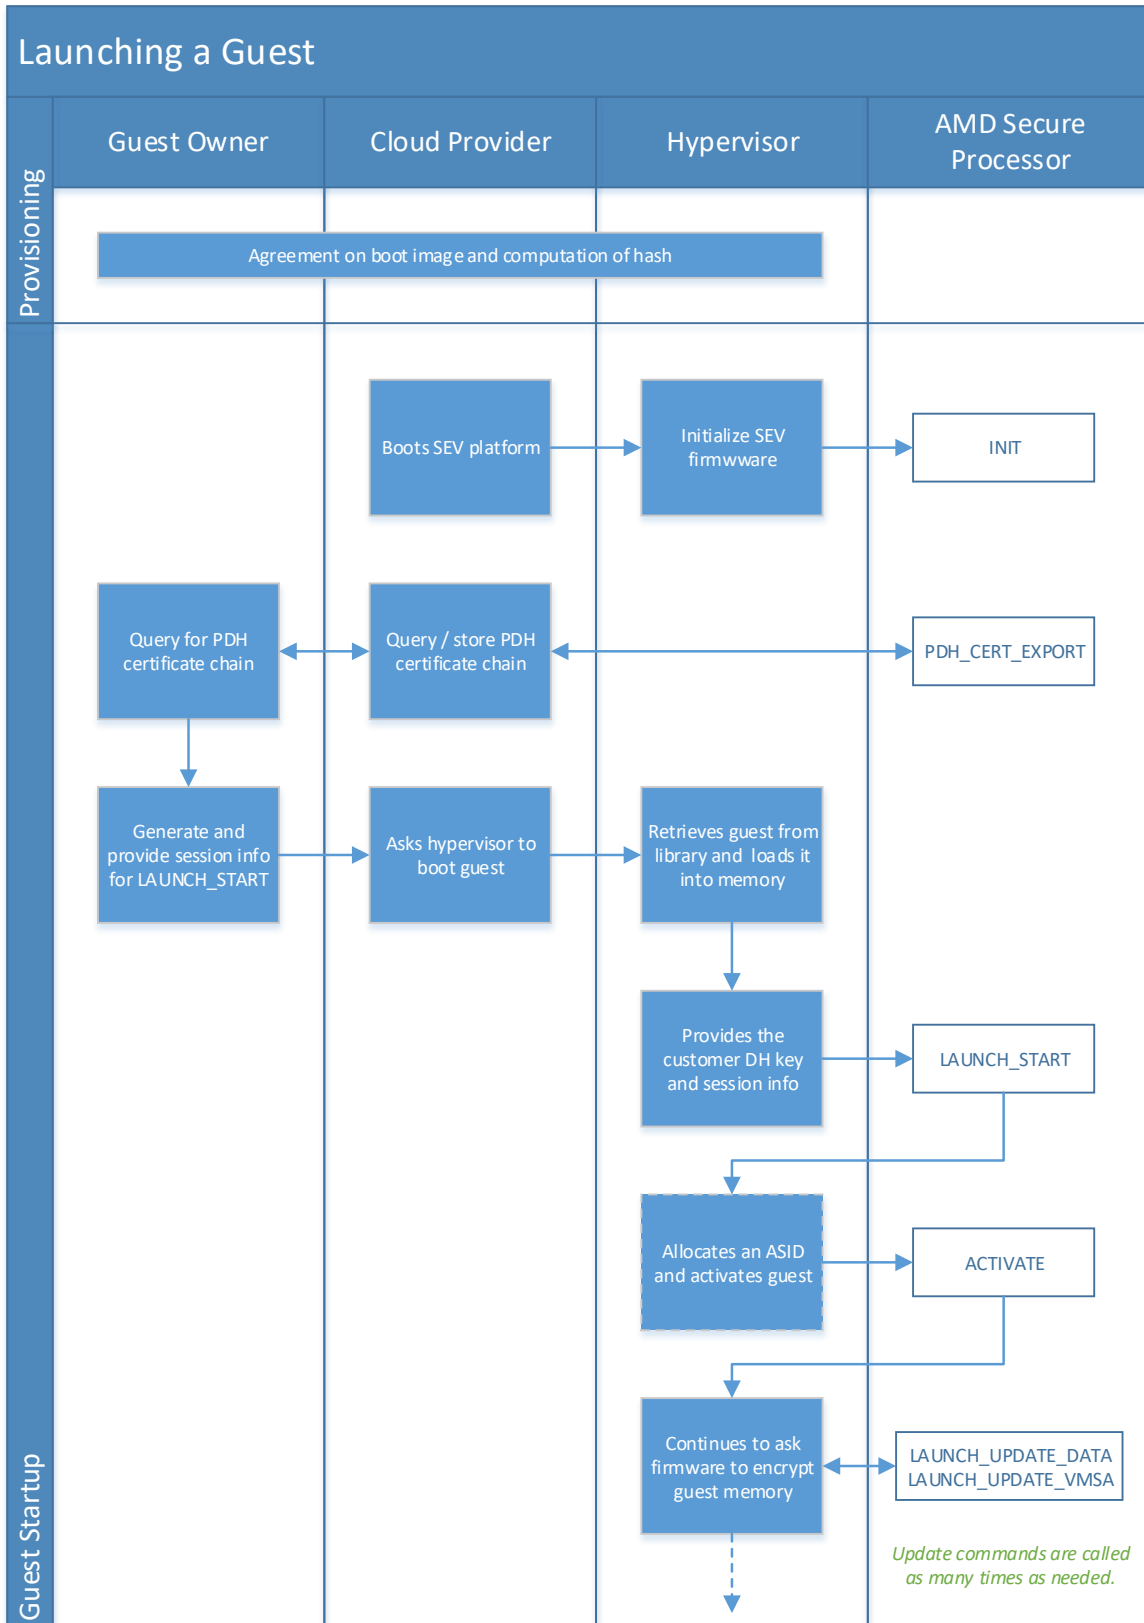 Launching a Guest
Guest Owner
Cloud Provider
Hypervisor
AMD Secure
Processor
Provisioning
Agreement on boot image and computation of hash
Guest Startup
Boots SEV platform
Initialize SEV
firmwware
INIT
Query for PDH
certificate chain
Query / store PDH
certificate chain
PDH_CERT_EXPORT
Generate and
provide session info
for LAUNCH_START
Asks hypervisor to
boot guest
Retrieves guest from
library and loads it
into memory
Provides the
customer DH key
and session info
LAUNCH_START
Allocates an ASID
and activates guest
ACTIVATE
Continues to ask
firmware to encrypt
guest memory
LAUNCH_UPDATE_DATA
LAUNCH_UPDATE_VMSA
Update commands are called
as many times as needed.